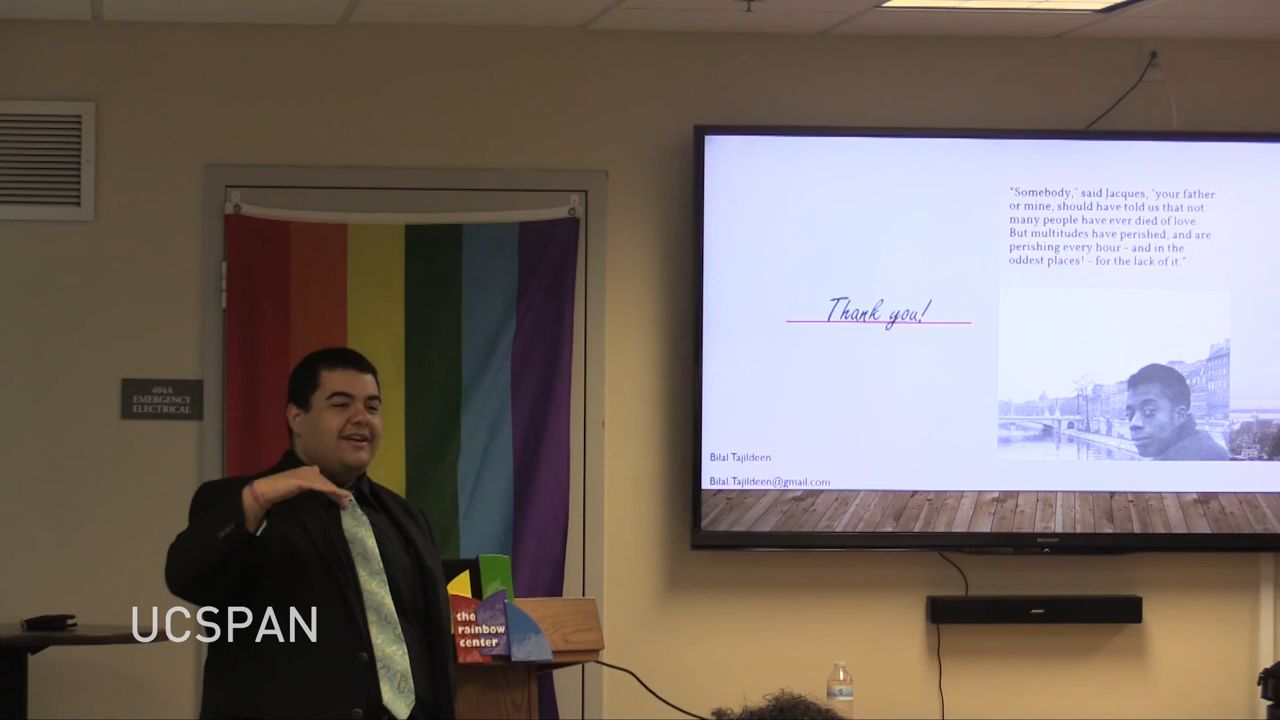 "Somebody," said Jacques, "your father
or mine, should have told us that not
many people have ever died of love.
But multitudes have perished, and are
perishing every hour - and in the
oddest places! - for the lack of it."
Thank you!
Bilal Tajildeen
Bilal.Tajildeen@gmail.com
404A
EMERGENCY
ELECTRICAL
the
rainbow
center
UCSPAN
SHARP
BOSE